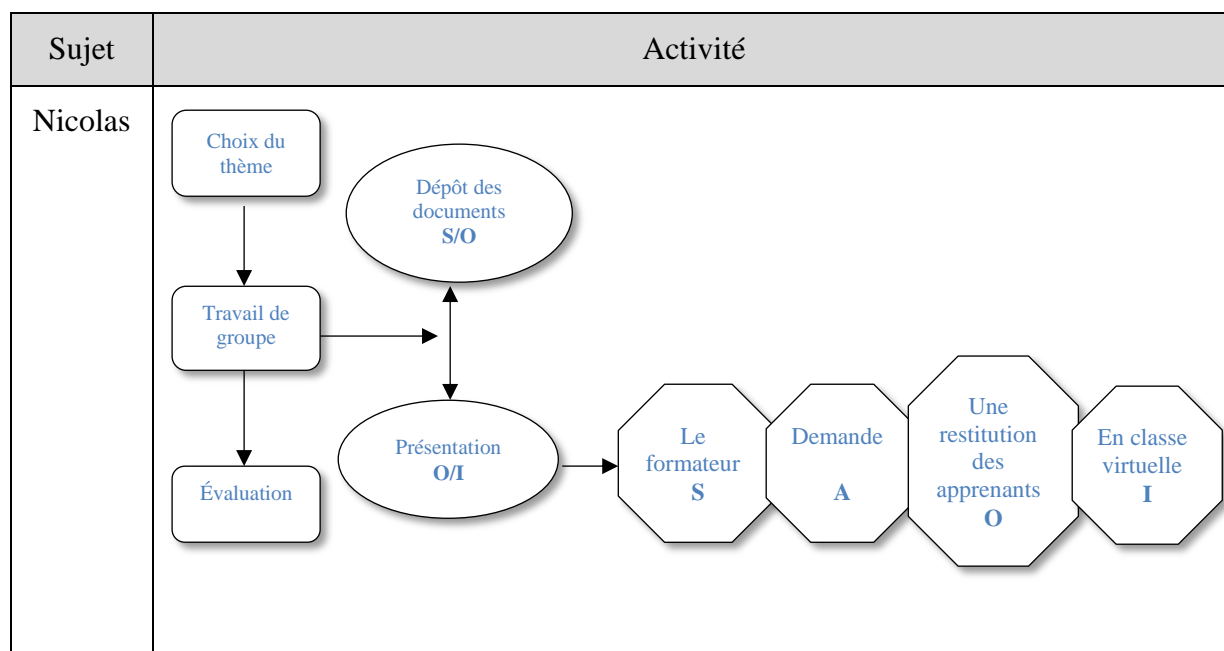 Sujet
Activité
Nicolas
Choix du
thème
Dépôt des
documents
S/O
Travail de
groupe
Présentation
O/I
Évaluation
Le
formateur
S
Demande
A
Une
restitution
des
apprenants
O
En classe
virtuelle
I